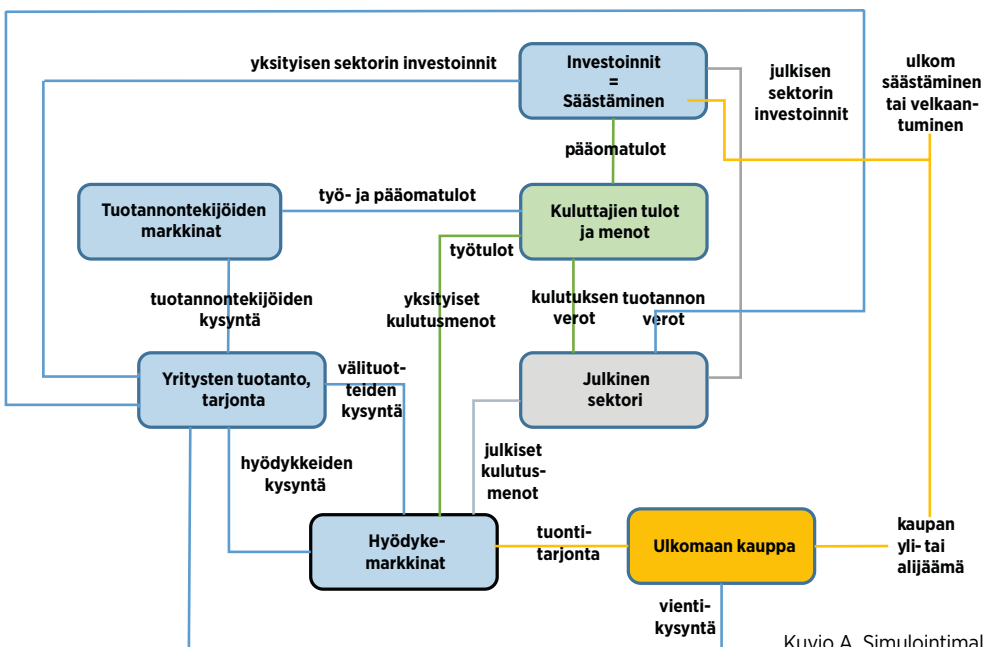 yksityisen sektorin investoinnit
Investoinnit
=
Säästäminen
julkisen
sektorin
investoinnit
ulkom
säästäminen
tai velkaan-
tuminen
pääomatulot
Tuotannontekijöiden
markkinat
työ- ja pääomatulot
Kuluttajien tulot
ja menot
työtulot
tuotannontekijöiden
kysyntä
yksityiset
kulutusmenot
kulutuksen
verot
tuotannon
verot
Yritysten tuotanto,
tarjonta
välituot-
teiden
kysyntä
Julkinen
sektori
hyödykkeiden
kysyntä
julkiset
kulutus-
menot
Hyödyke-
markkinat
tuonti-
tarjonta
Ulkomaan kauppa
kaupan
yli- tai
alijäämä
vienti-
kysyntä
Kuvio A. Simulointimal